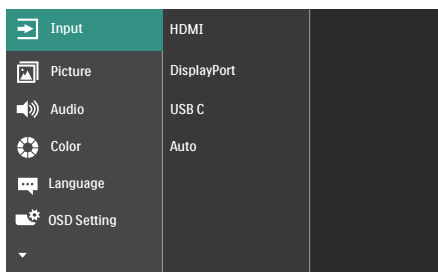 Input
HDMI
Picture
DisplayPort
Audio
USB C
Color
Auto
Language
OSD Setting